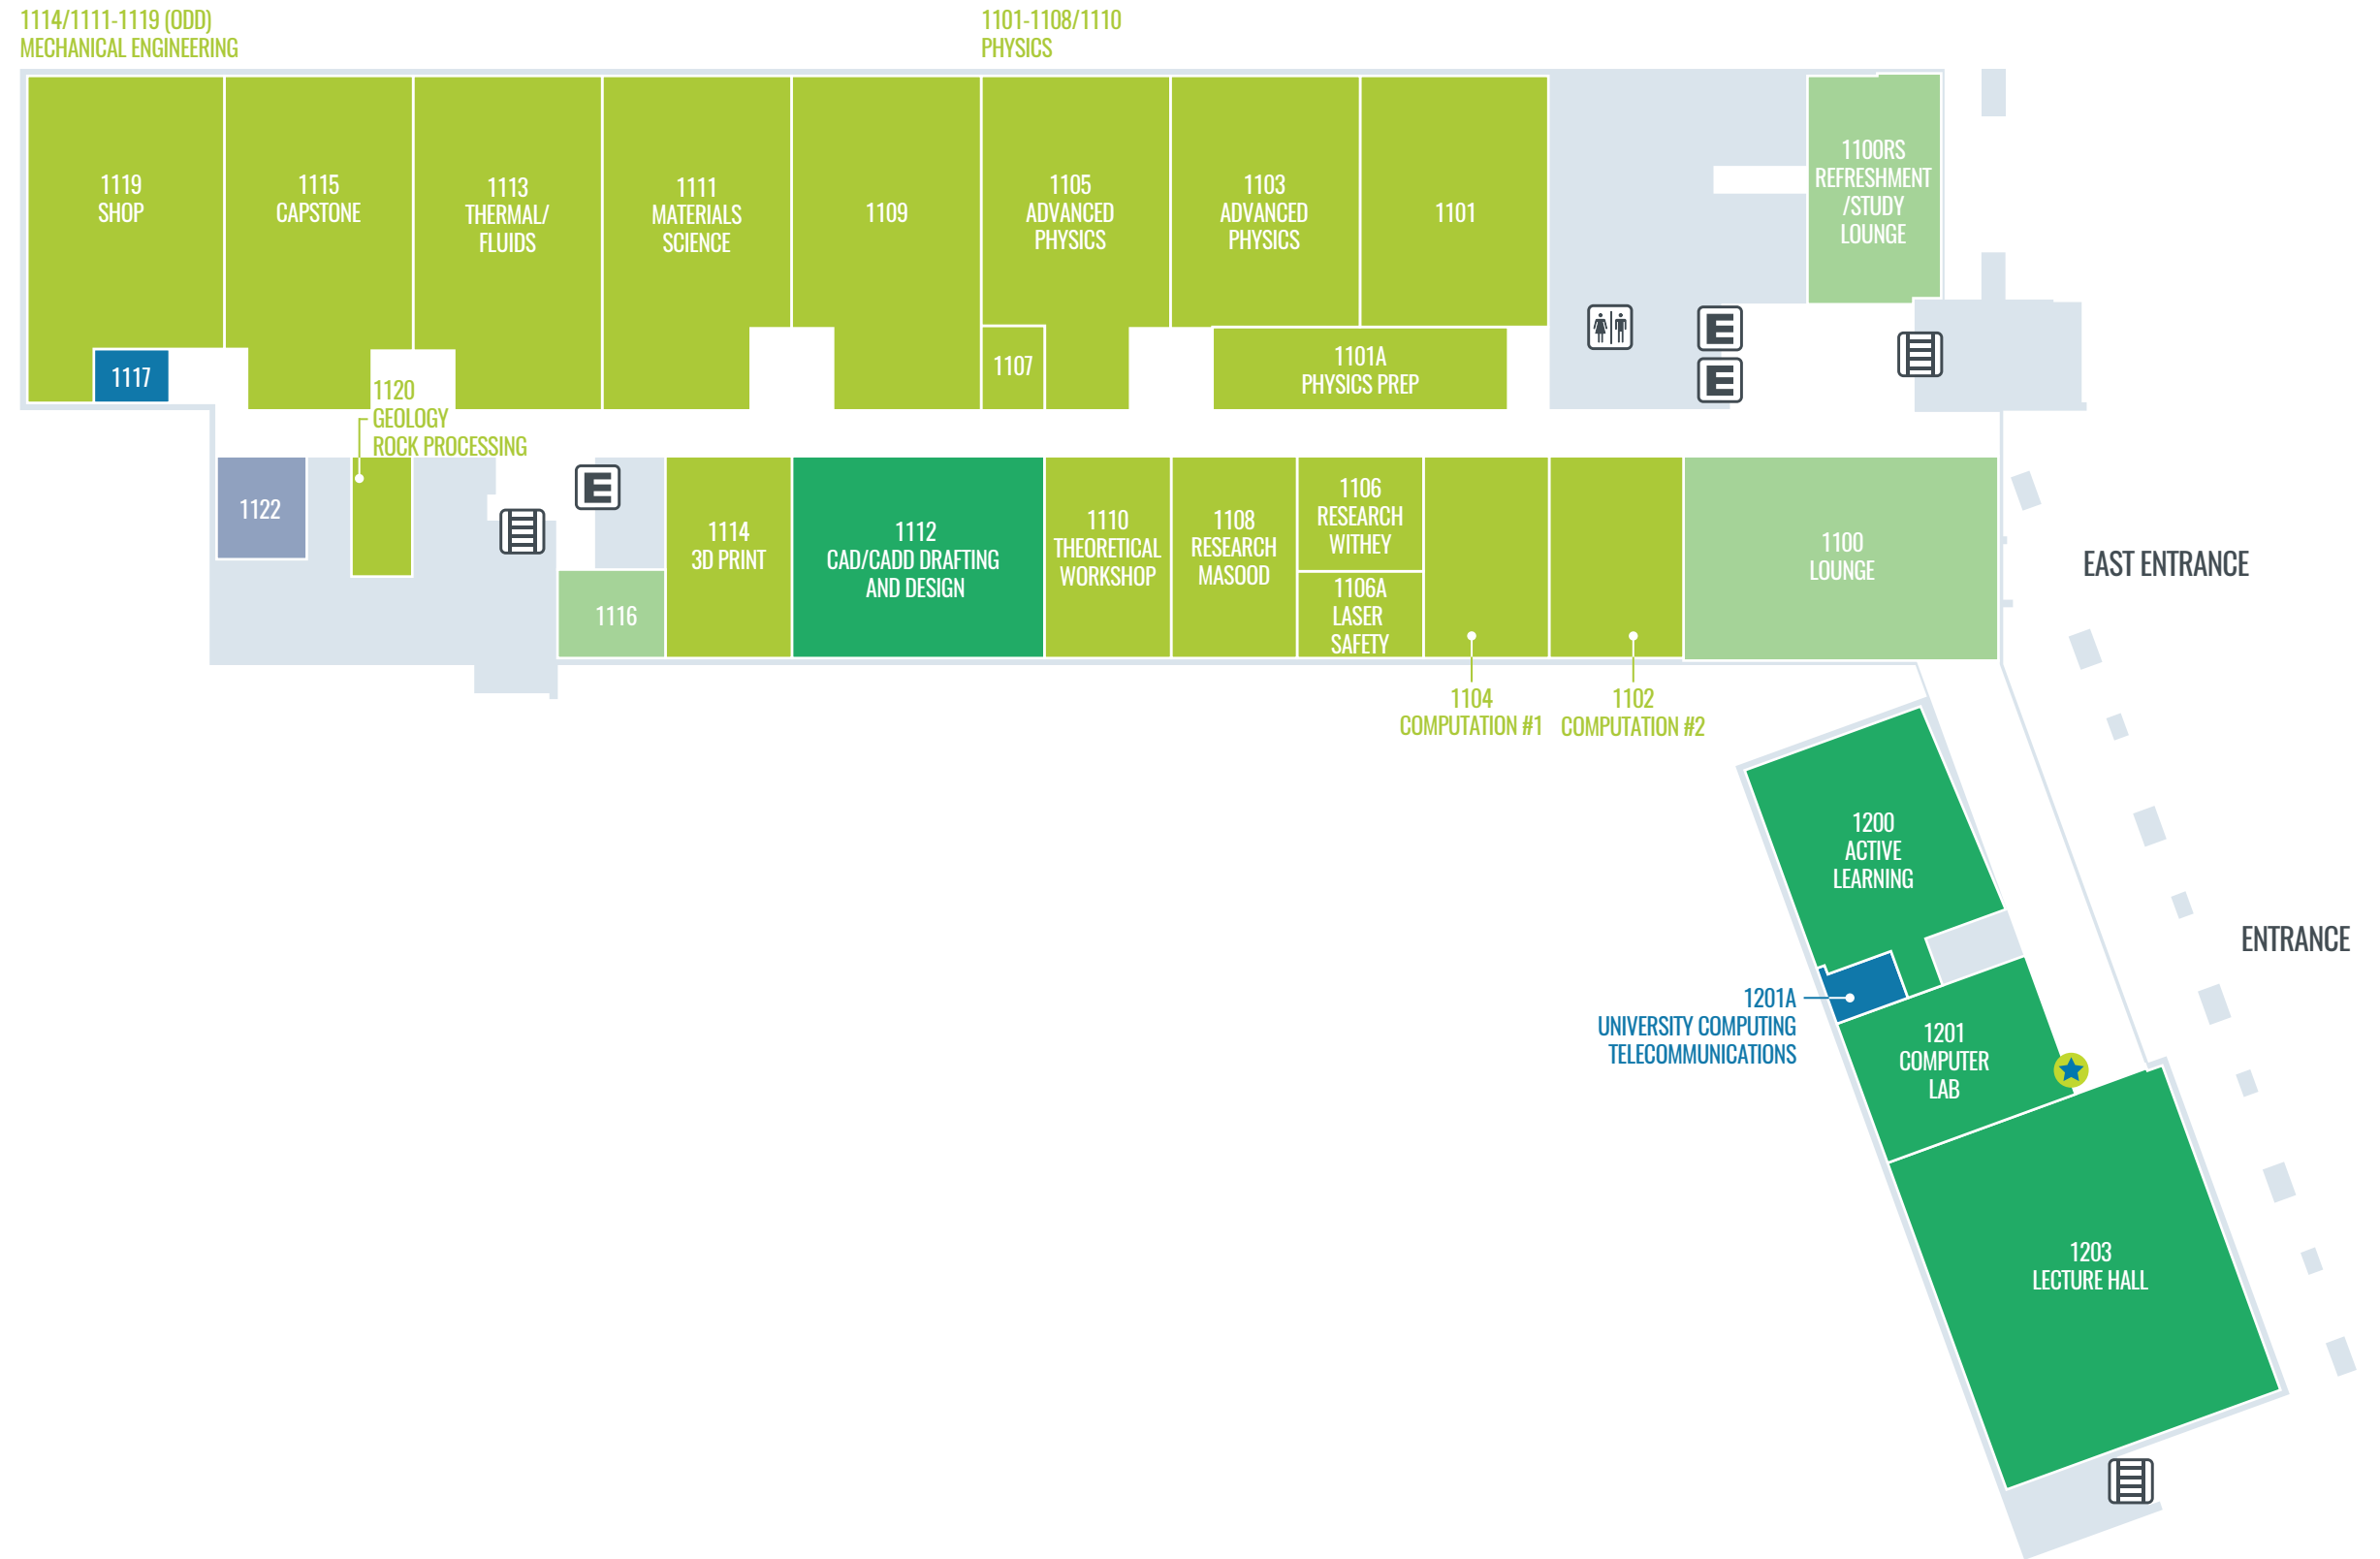 1114/1111-1119 (ODD)
MECHANICAL ENGINEERING
1101-1108/1110
PHYSICS
1119
SHOP
1115
CAPSTONE
1113
THERMAL/
FLUIDS
1111
MATERIALS
SCIENCE
1109
1105
ADVANCED
PHYSICS
1103
ADVANCED
PHYSICS
1101
1100RS
REFRESHMENT
/STUDY
LOUNGE
1117
1107
1101A
PHYSICS PREP
E
E
1120
GEOLOGY
ROCK PROCESSING
1122
E
1116
1114
3D PRINT
1112
CAD/CADD DRAFTING
AND DESIGN
1110
THEORETICAL
WORKSHOP
1108
RESEARCH
MASOOD
1106
RESEARCH
WITHEY
1106A
LASER
SAFETY
1104
COMPUTATION #1
1102
COMPUTATION #2
1100
LOUNGE
EAST ENTRANCE
1200
ACTIVE
LEARNING
ENTRANCE
1201A
UNIVERSITY COMPUTING
TELECOMMUNICATIONS
1201
COMPUTER
LAB
1203
LECTURE HALL